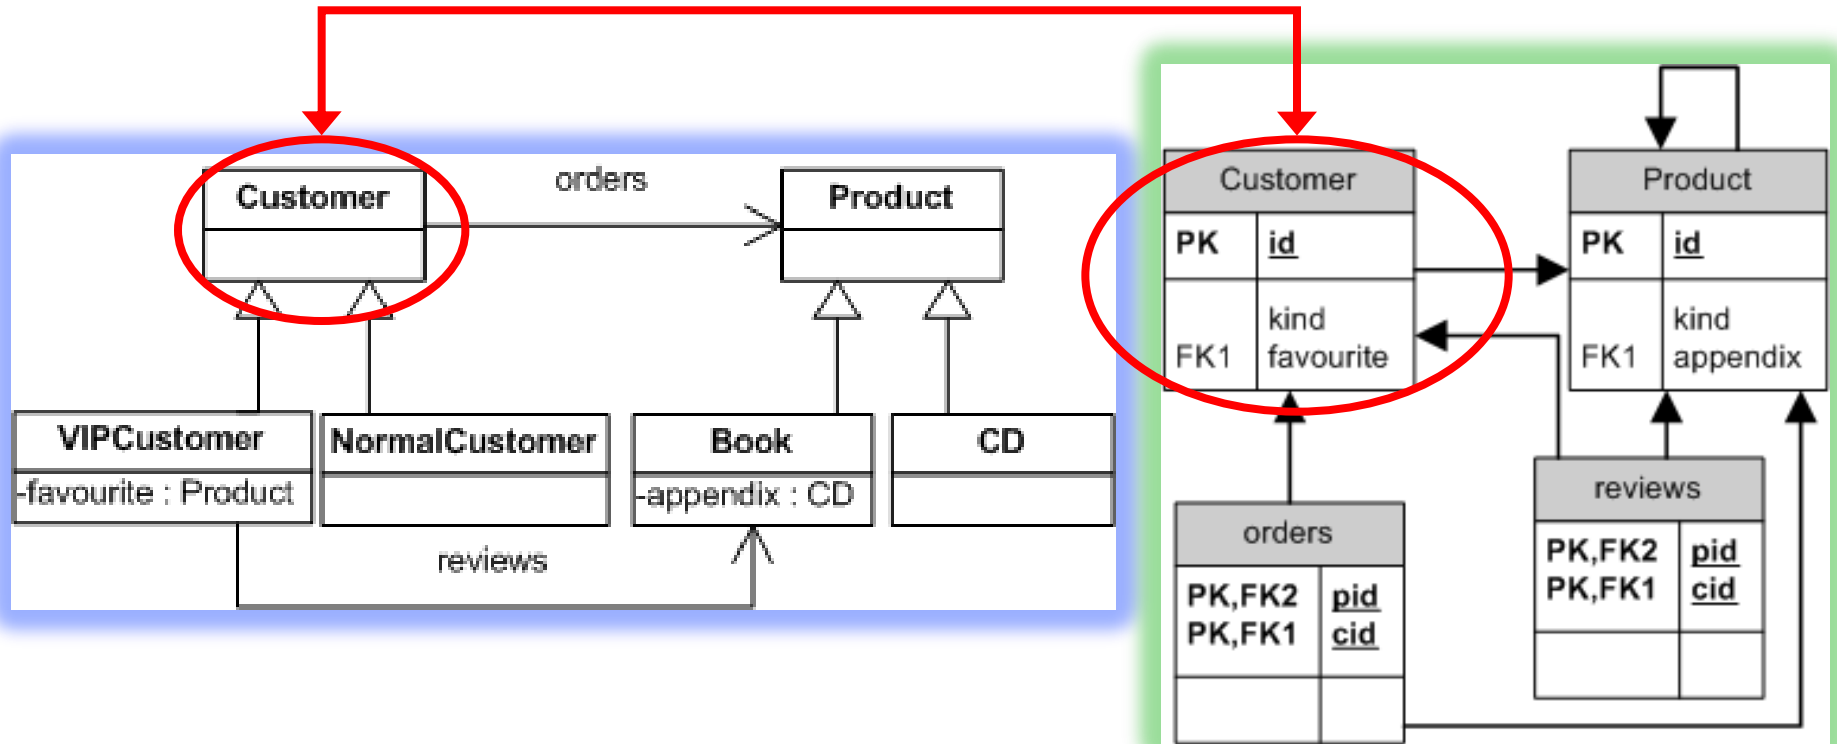 Customer
orders
Product
VIPCustomer
-favourite : Product
NormalCustomer
Book
-appendix : CD
CD
reviews
Customer
PK id
kind
FK1 favourite
Product
PK id
kind
FK1 appendix
orders
PK,FK2 pid
PK,FK1 cid
reviews
PK,FK2 pid
PK,FK1 cid